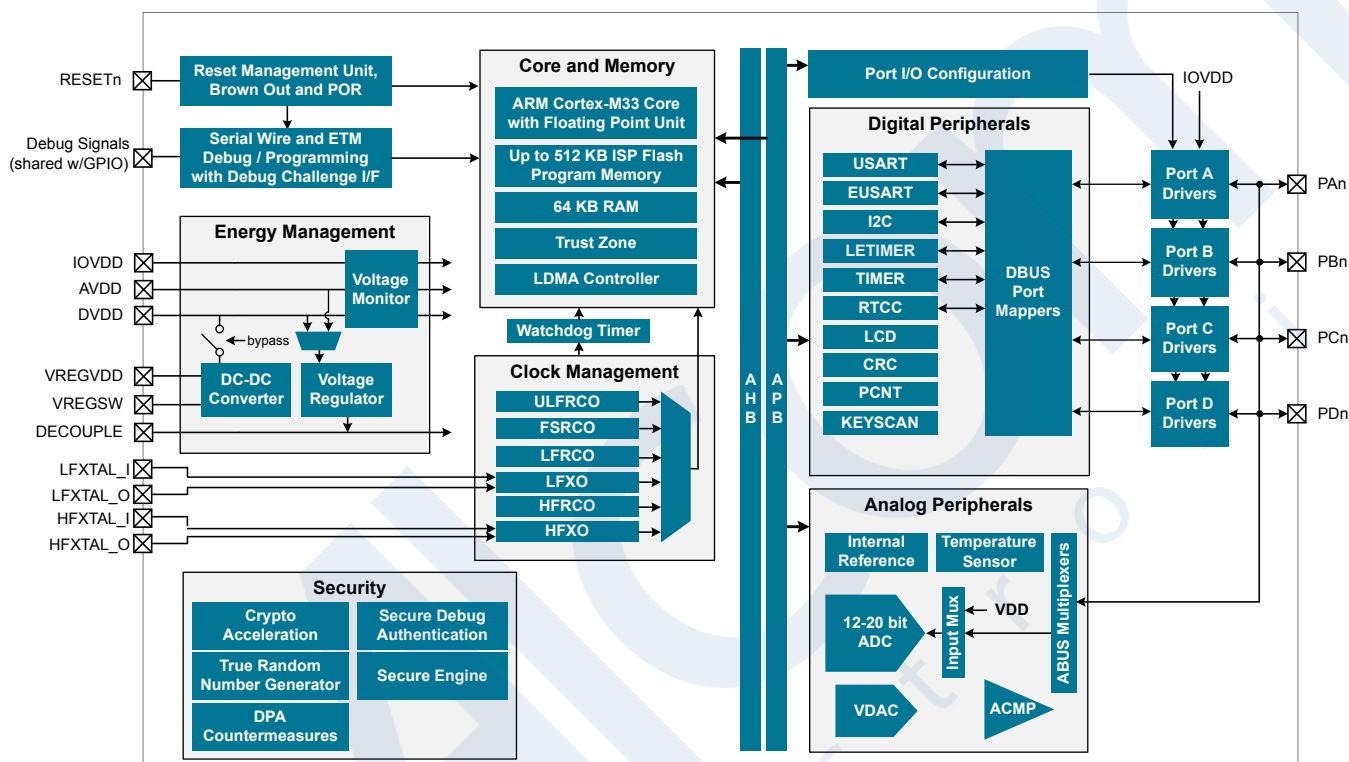 RESETn
Reset Management Unit,
Brown Out and POR
Debug Signals
(shared w/GPIO)
Serial Wire and ETM
Debug / Programming
with Debug Challenge I/F
Core and Memory
ARM Cortex-M33 Core
with Floating Point Unit
Up to 512 KB ISP Flash
Program Memory
64 KB RAM
Trust Zone
LDMA Controller
Watchdog Timer
Energy Management
IOVDD
AVDD
DVDD
Voltage
Monitor
bypass
VREGVDD
VREGSW
DECOUPLE
DC-DC
Converter
Voltage
Regulator
Clock Management
ULFRCO
FSRCO
LFRCO
LFXO
HFRCO
HFXO
LFXTAL_I
LFXTAL_O
HFXTAL_I
HFXTAL_O
Security
Crypto
Acceleration
Secure Debug
Authentication
True Random
Number Generator
Secure Engine
DPA
Countermeasures
AHB
APB
Port I/O Configuration
IOVDD
Digital Peripherals
USART
EUSART
I2C
LETIMER
TIMER
RTCC
LCD
CRC
PCNT
KEYSCAN
DBUS
Port
Mappers
Port A
Drivers
Port B
Drivers
Port C
Drivers
Port D
Drivers
PAn
PBn
PCn
PDn
Analog Peripherals
Internal
Reference
Temperature
Sensor
12-20 bit
ADC
Input Mux
VDD
ABUS Multiplexers
VDAC
ACMP